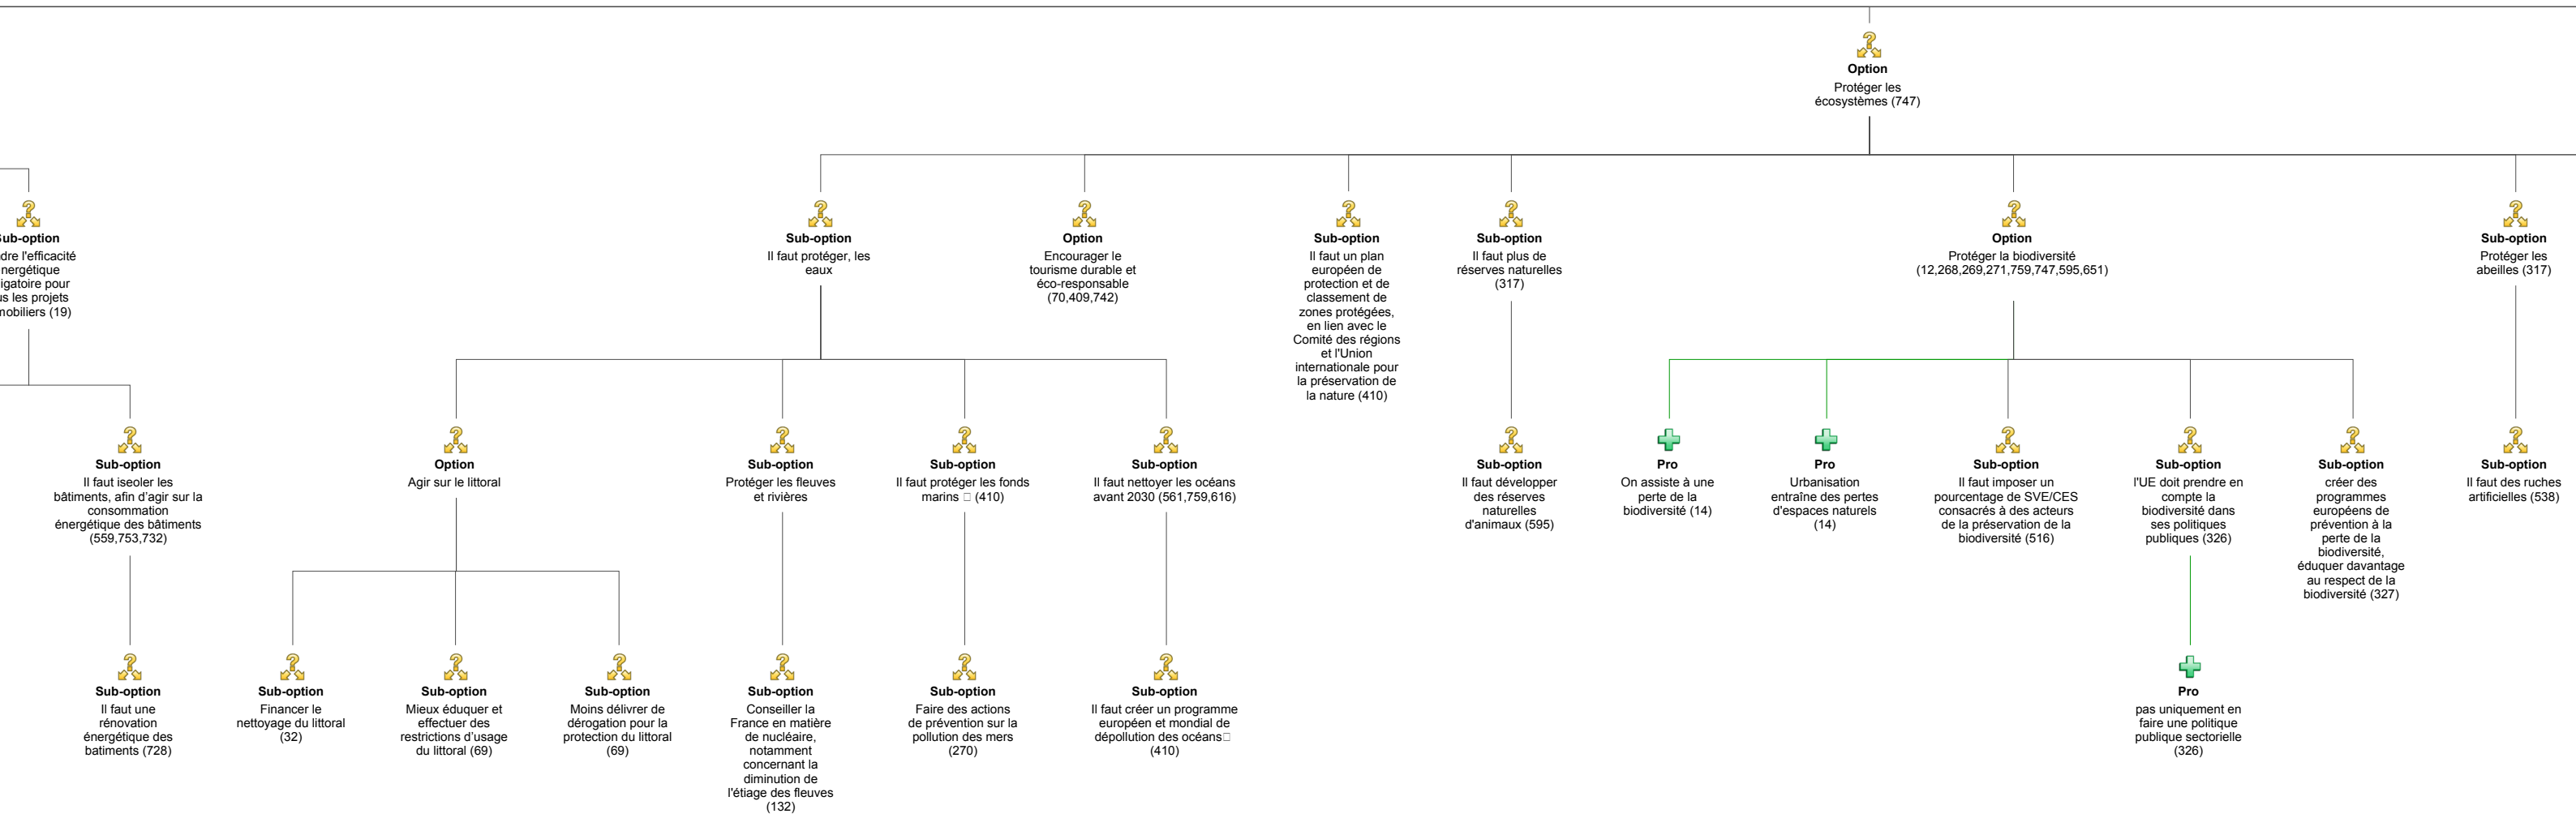 Option
Protéger les
écosystèmes (747)
Sub-option
dre l'efficacité
nergétique
igatoire pour
us les projets
mobiliers (19)
Sub-option
Il faut protéger, les
eaux
Option
Encourager le
tourisme durable et
éco-responsable
(70,409,742)
Sub-option
Il faut un plan
européen de
protection et de
classement de
zones protégées,
en lien avec le
Comité des régions
et l'Union
internationale pour
la préservation de
la nature (410)
Sub-option
Il faut plus de
réserves naturelles
(317)
Option
Protéger la biodiversité
(12,268,269,271,759,747,595,651)
Sub-option
Protéger les
abeilles (317)
Sub-option
Il faut iseoler les
bâtiments, afin d'agir sur la
consommation
énergétique des bâtiments
(559,753,732)
Option
Agir sur le littoral
Sub-option
Protéger les fleuves
et rivières
Sub-option
Il faut protéger les fonds
marins (410)
Sub-option
Il faut nettoyer les océans
avant 2030 (561,759,616)
Sub-option
Il faut développer
des réserves
naturelles
d'animaux (595)
Pro
On assiste à une
perte de la
biodiversité (14)
Pro
Urbanisation
entraîne des pertes
d'espaces naturels
(14)
Sub-option
Il faut imposer un
pourcentage de SVE/CES
consacrés à des acteurs
de la préservation de la
biodiversité (516)
Sub-option
l'UE doit prendre en
compte la
biodiversité dans
ses politiques
publiques (326)
Sub-option
créer des
programmes
européens de
prévention à la
perte de la
biodiversité,
éduquer davantage
au respect de la
biodiversité (327)
Sub-option
Il faut des ruches
artificielles (538)
Sub-option
Il faut une
rénovation
énergétique des
batiments (728)
Sub-option
Financer le
nettoyage du littoral
(32)
Sub-option
Mieux éduquer et
effectuer des
restrictions d'usage
du littoral (69)
Sub-option
Moins délivrer de
dérogation pour la
protection du littoral
(69)
Sub-option
Conseiller la
France en matière
de nucléaire,
notamment
concernant la
diminution de
l'étiage des fleuves
(132)
Sub-option
Faire des actions
de prévention sur la
pollution des mers
(270)
Sub-option
Il faut créer un programme
européen et mondial de
dépollution des océans
(410)
Pro
pas uniquement en
faire une politique
publique sectorielle
(326)